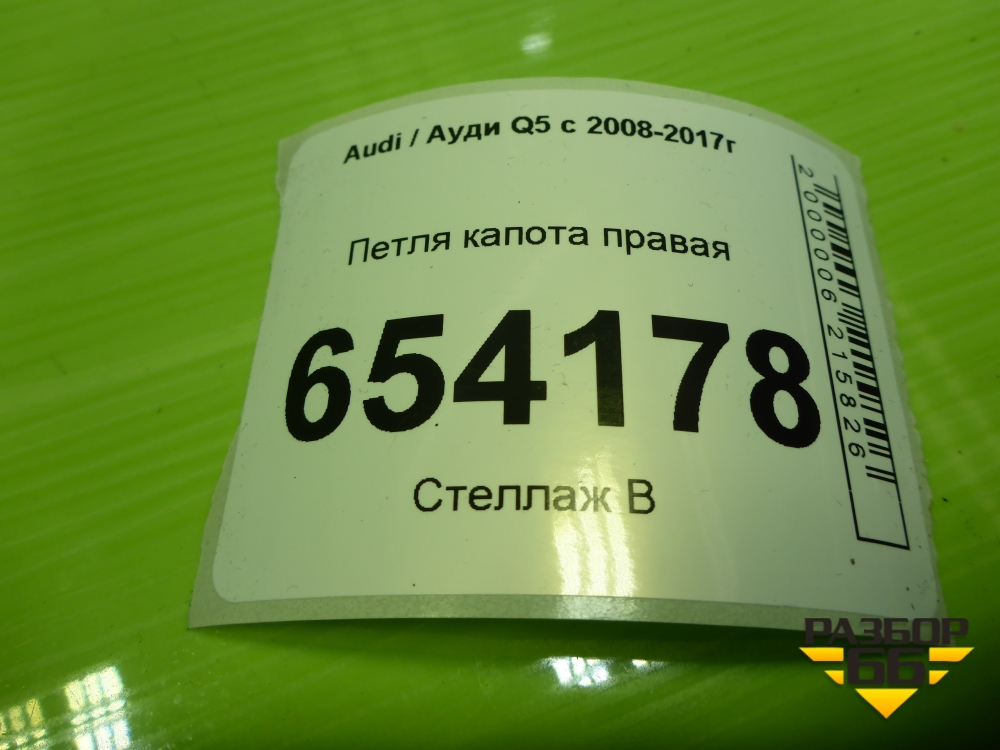 Audi / Ауди Q5 с 2008-2017г
Петля капота правая
654178
Стеллаж В
2000006215826
РАЗБОР
66